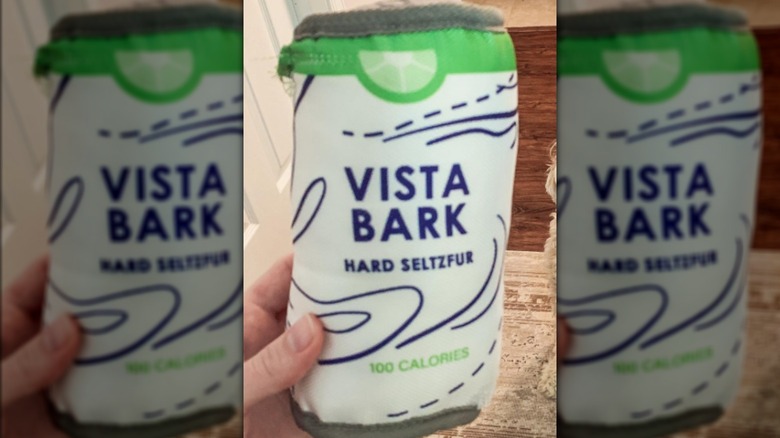 VISTA
BARK
HARD SELTZFUR
100 CALORIES